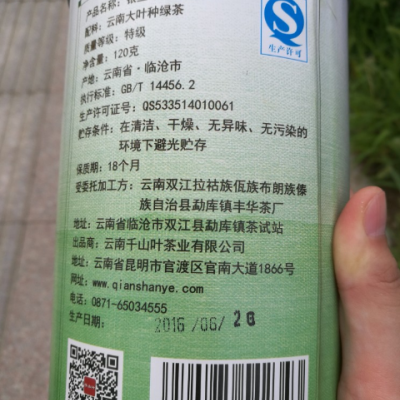 产品名称:
配料: 云南大叶种绿茶
质量等级: 特级
净含量: 120克
产地: 云南省·临沧市
执行标准: GB/T 14456.2
生产许可证号: QS533514010061
贮存条件: 在清洁、干燥、无异味、无污染的
环境下避光贮存
保质期: 18个月
受委托加工方: 云南双江拉祜族佤族布朗族傣
族自治县勐库镇丰华茶厂
地址: 云南省临沧市双江县勐库镇茶试站
出品商: 云南千山叶茶业有限公司
地址: 云南省昆明市官渡区官南大道1866号
www.qianshanye.com
电话: 0871-65034555
生产日期: 2016/06/26
生产许可